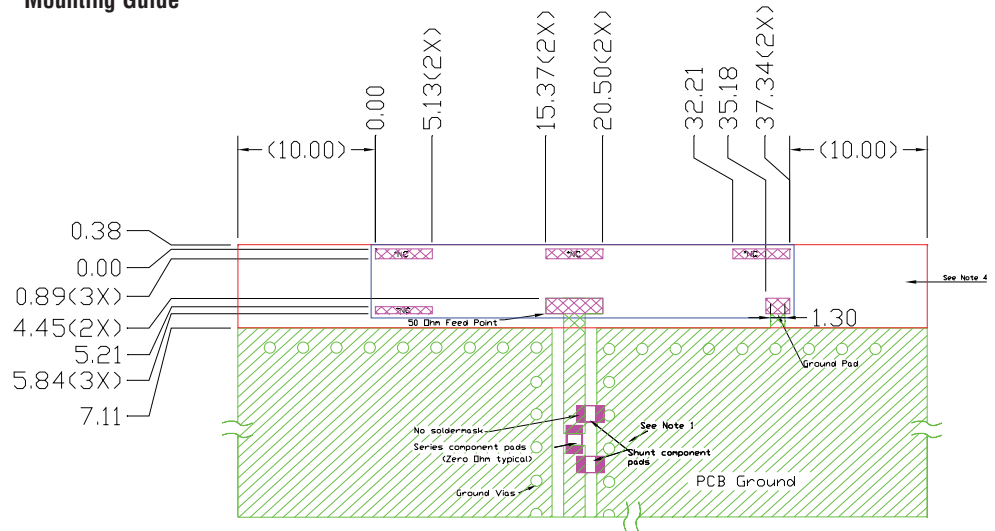 Mounting Guide
0.00
5.13(2X)
15.37(2X)
20.50(2X)
32.21
35.18
37.34(2X)
(10.00)
(10.00)
0.38
0.00
0.89(3X)
4.45(2X)
5.21
5.84(3X)
7.11
*NC
*NC
*NC
*NC
See Note 4
50 Ohm Feed Point
1.30
Ground Pad
No soldermask
See Note 1
Series component pads
(Zero Ohm typical)
Shunt component
pads
Ground Vias
PCB Ground